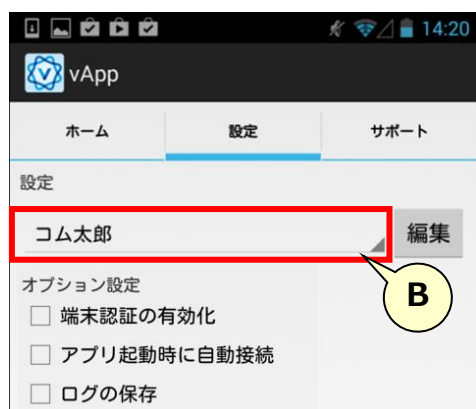 14:20
vApp
ホーム 設定 サポート
設定
コム太郎 編集
B
オプション設定
端末認証の有効化
アプリ起動時に自動接続
ログの保存